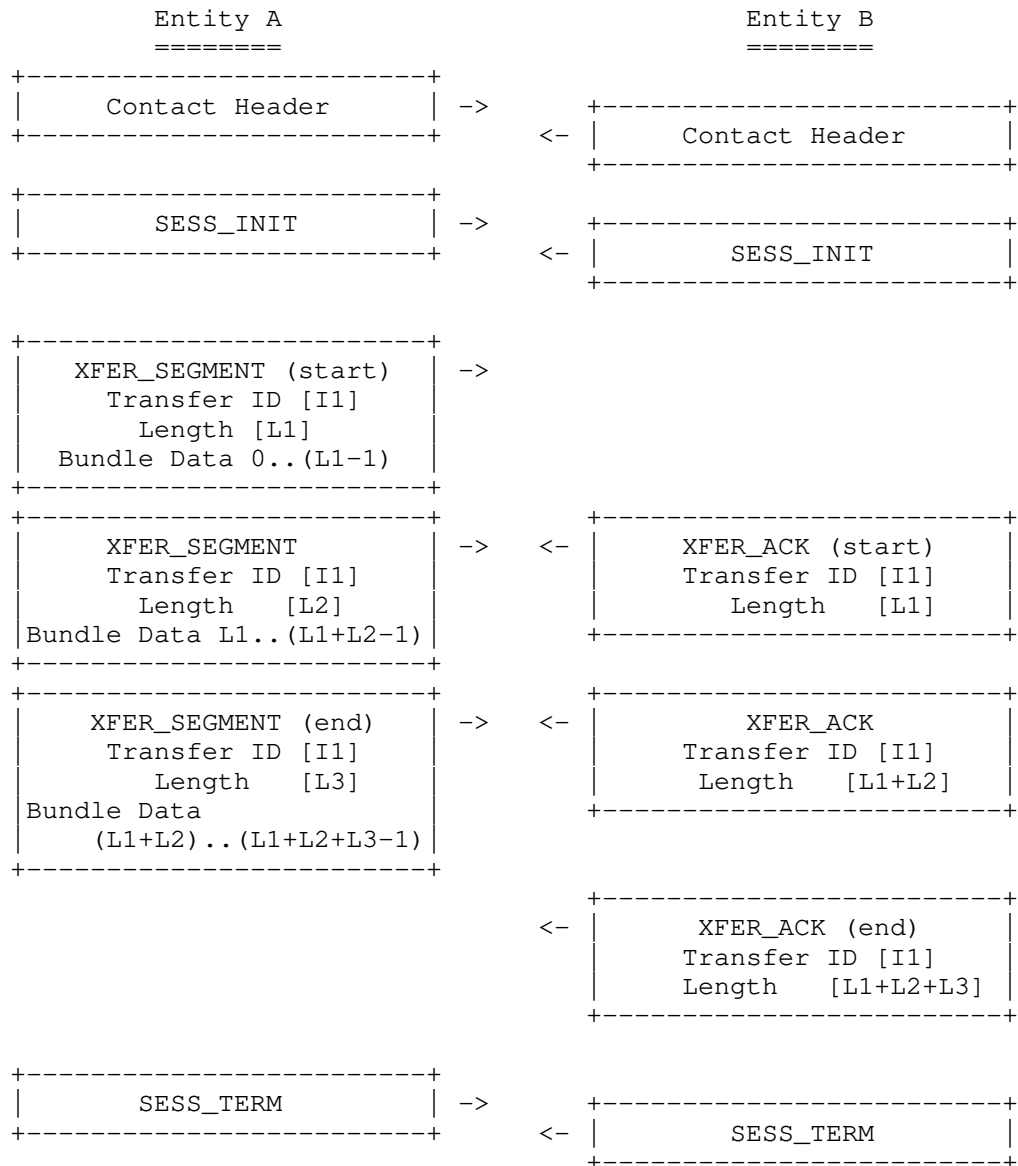 Entity A                             Entity B
========                             ========
+-------------------------+
|     Contact Header      | ->      +-------------------------+
+-------------------------+      <- |     Contact Header      |
                                    +-------------------------+
+-------------------------+
|        SESS_INIT        | ->      +-------------------------+
+-------------------------+      <- |        SESS_INIT        |
                                    +-------------------------+
+-------------------------+
|   XFER_SEGMENT (start)  | ->
|     Transfer ID [I1]    |
|       Length [L1]       |
|  Bundle Data 0..(L1-1)  |
+-------------------------+
+-------------------------+         +-------------------------+
|     XFER_SEGMENT        | ->   <- |     XFER_ACK (start)    |
|     Transfer ID [I1]    |         |     Transfer ID [I1]    |
|       Length   [L2]     |         |        Length   [L1]    |
|Bundle Data L1..(L1+L2-1)|         +-------------------------+
+-------------------------+
+-------------------------+         +-------------------------+
|    XFER_SEGMENT (end)   | ->   <- |         XFER_ACK        |
|     Transfer ID [I1]    |         |     Transfer ID [I1]    |
|        Length   [L3]    |         |      Length   [L1+L2]   |
|Bundle Data              |         +-------------------------+
|    (L1+L2)..(L1+L2+L3-1)|
+-------------------------+
                                    +-------------------------+
                                 <- |      XFER_ACK (end)     |
                                    |     Transfer ID [I1]    |
                                    |     Length   [L1+L2+L3] |
                                    +-------------------------+
+-------------------------+
|       SESS_TERM         | ->      +-------------------------+
+-------------------------+      <- |        SESS_TERM        |
                                    +-------------------------+